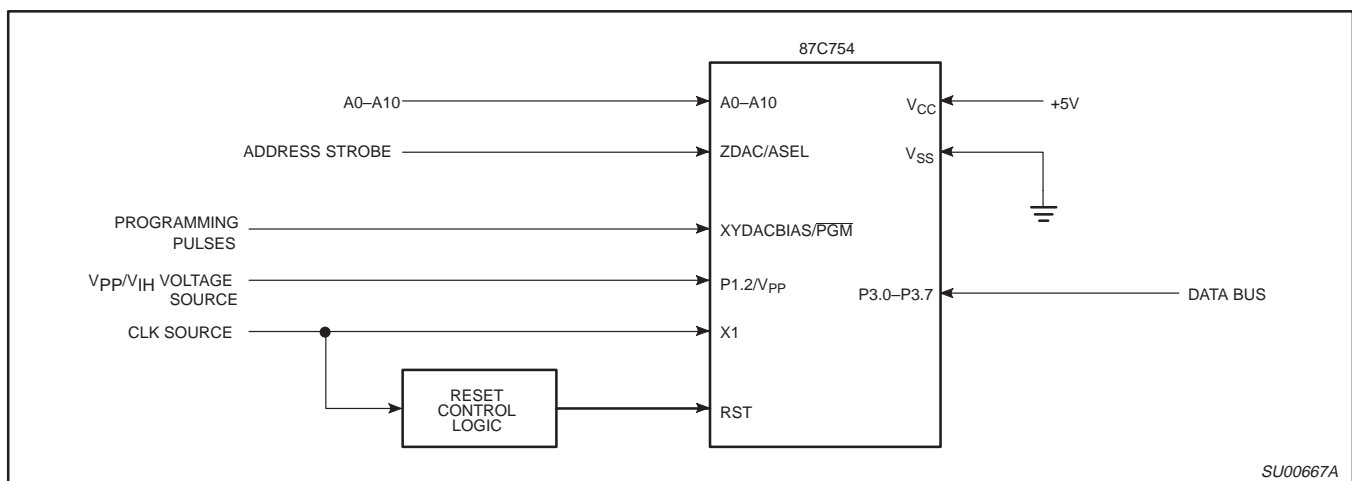 87C754
A0–A10
A0–A10
VCC
+5V
ADDRESS STROBE
ZDAC/ASEL
VSS
PROGRAMMING
PULSES
XYDACBIAS/PGM
VPP/VIH VOLTAGE
SOURCE
P1.2/VPP
P3.0–P3.7
DATA BUS
CLK SOURCE
X1
RESET
CONTROL
LOGIC
RST
SU00667A